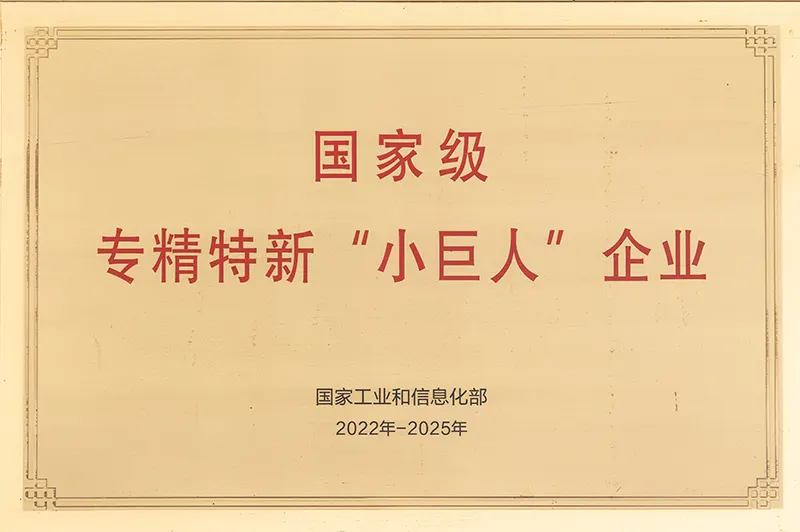 国家级
专精特新“小巨人”企业
国家工业和信息化部
2022年-2025年